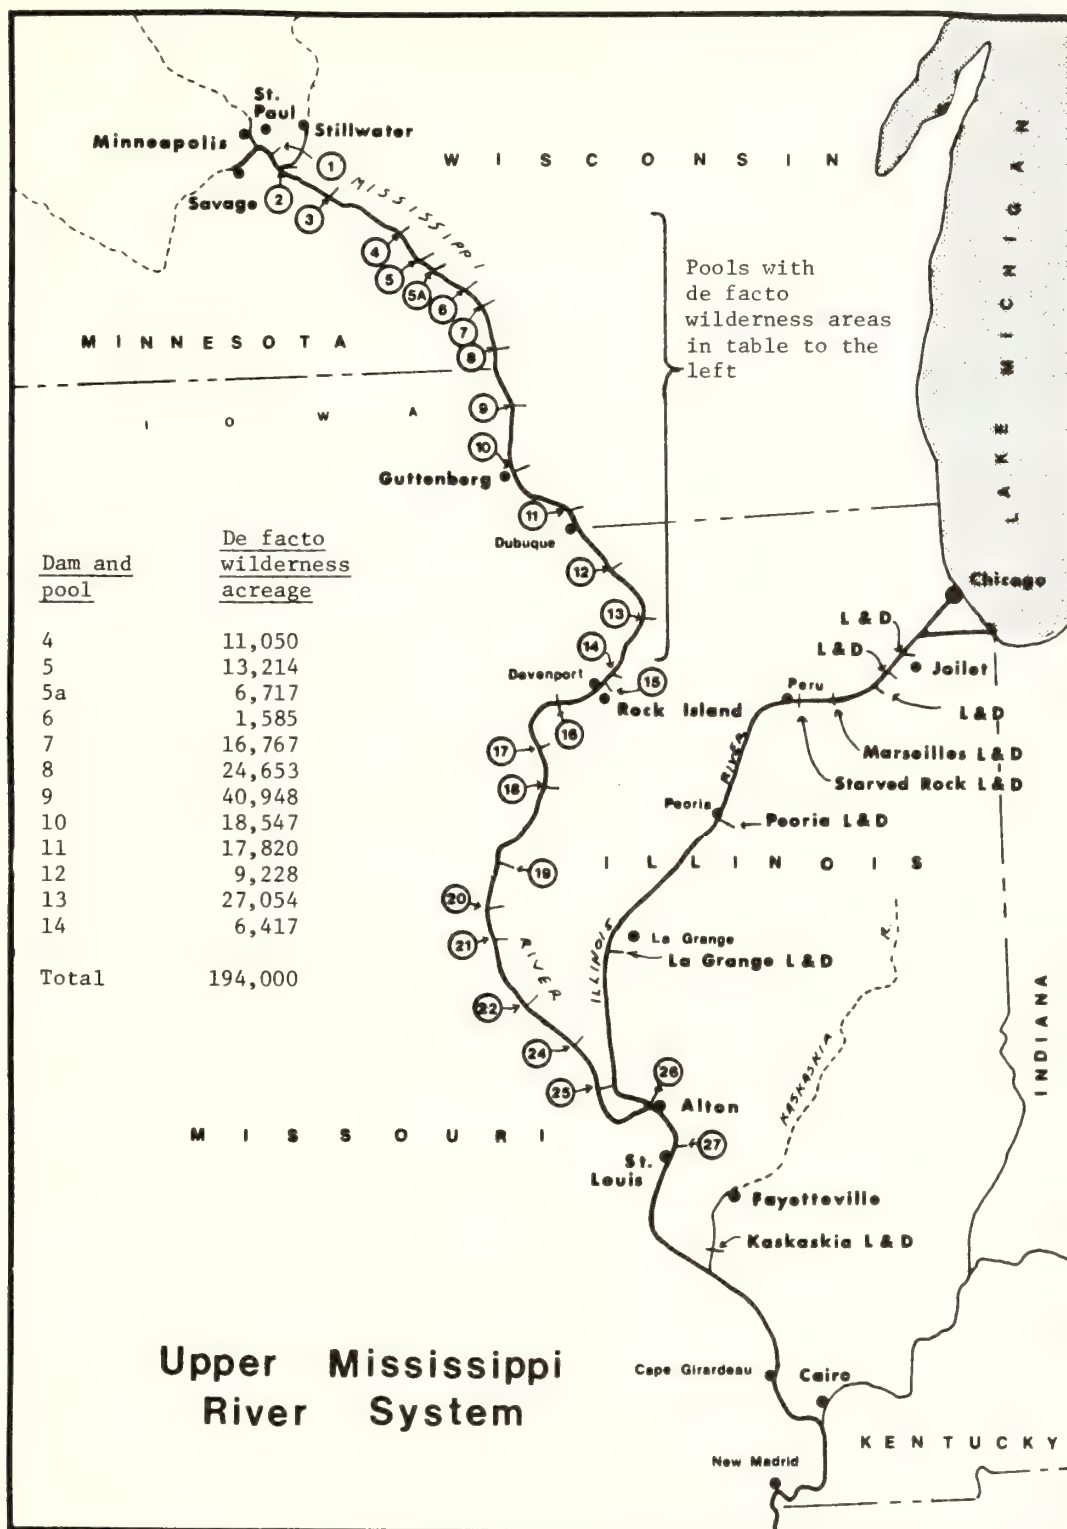 St.
Paul
Minneapolis
Stillwater
Savage
WISCONSIN
1
2
3
MISSISSIPPI
4
5
5A
6
7
8
MINNESOTA
IOWA
9
10
Guttenberg
11
Dubuque
12
13
14
Davenport
15
Rock Island
16
17
18
19
20
21
RIVER
22
24
25
26
Alton
27
MISSOURI
St.
Louis
Pools with
de facto
wilderness areas
in table to the
left
LAKE MICHIGAN
Chicago
L & D
L & D
Joilet
L & D
Peru
Marseilles L & D
Starved Rock L & D
RIVER
Peoria
Peoria L & D
ILLINOIS
La Grange
La Grange L & D
ILLINOIS
R.
KASKASKIA
INDIANA
Fayetteville
Kaskaskia L & D
Cape Girardeau
Cairo
KENTUCKY
New Madrid
Dam and
pool
De facto
wilderness
acreage
4 11,050
5 13,214
5a 6,717
6 1,585
7 16,767
8 24,653
9 40,948
10 18,547
11 17,820
12 9,228
13 27,054
14 6,417
Total 194,000
Upper Mississippi
River System